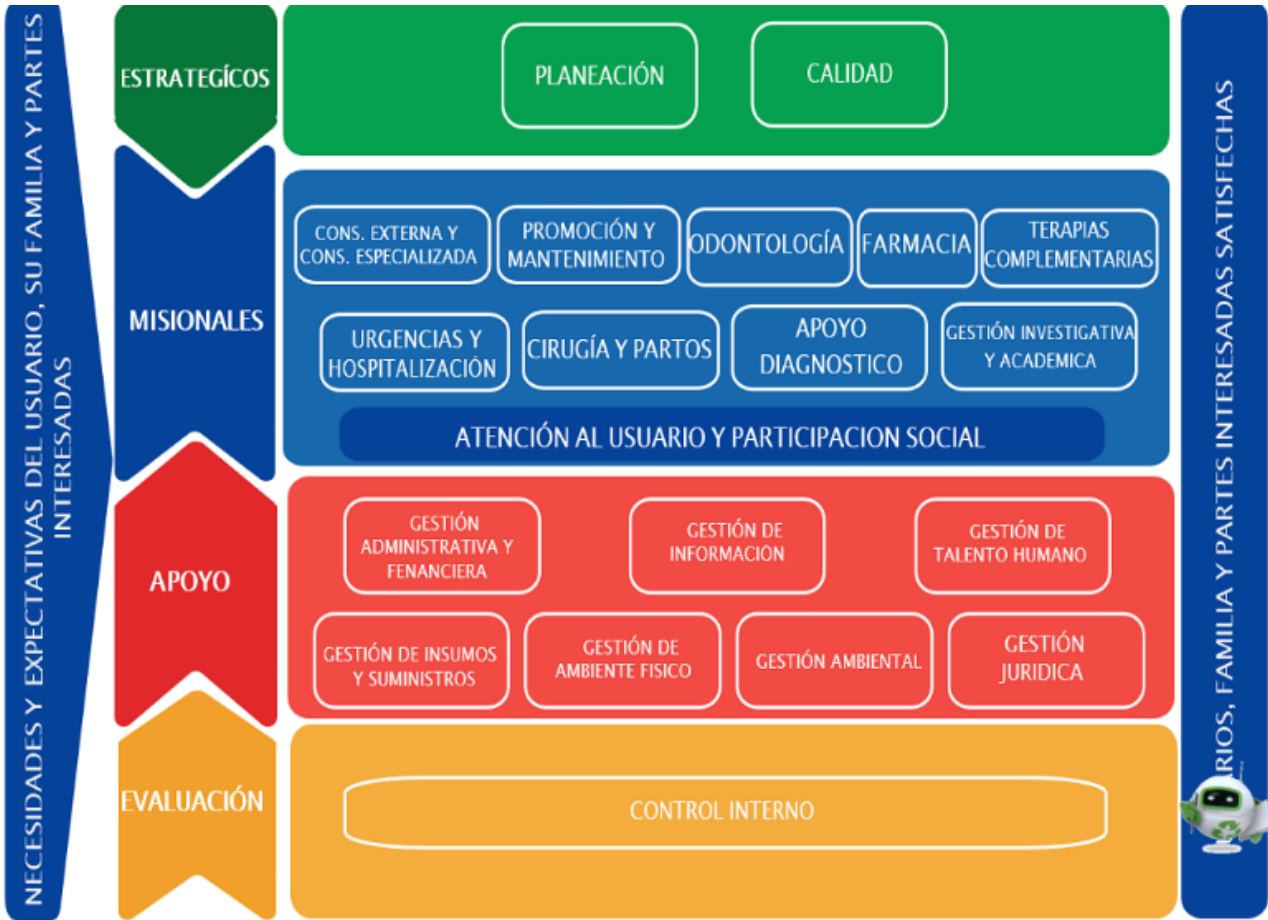 NECESIDADES Y EXPECTATIVAS DEL USUARIO, SU FAMILIA Y PARTES
INTERESADAS
ESTRATEGÍCOS
PLANEACIÓN
CALIDAD
MISIONALES
CONS. EXTERNA Y
CONS. ESPECIALIZADA
PROMOCIÓN Y
MANTENIMIENTO
ODONTOLOGÍA
FARMACIA
TERAPIAS
COMPLEMENTARIAS
URGENCIAS Y
HOSPITALIZACIÓN
CIRUGÍA Y PARTOS
APOYO
DIAGNOSTICO
GESTIÓN INVESTIGATIVA
Y ACADEMICA
ATENCIÓN AL USUARIO Y PARTICIPACION SOCIAL
APOYO
GESTIÓN
ADMINISTRATIVA Y
FENANCIERA
GESTIÓN DE
INFORMACIÓN
GESTIÓN DE
TALENTO HUMANO
GESTIÓN DE INSUMOS
Y SUMINISTROS
GESTIÓN DE
AMBIENTE FISICO
GESTIÓN AMBIENTAL
GESTIÓN
JURIDICA
EVALUACIÓN
CONTROL INTERNO
ARIOS, FAMILIA Y PARTES INTERESADAS SATISFECHAS